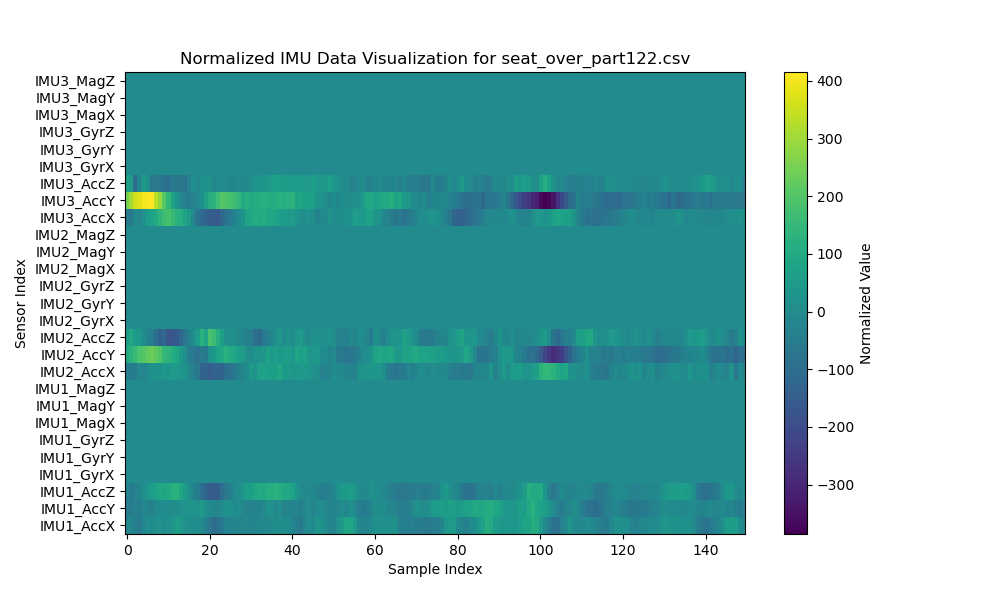 Normalized IMU Data Visualization for seat_over_part122.csv
IMU3_MagZ
IMU3_MagY
IMU3_MagX
IMU3_GyrZ
IMU3_GyrY
IMU3_GyrX
IMU3_AccZ
IMU3_AccY
IMU3_AccX
IMU2_MagZ
IMU2_MagY
IMU2_MagX
IMU2_GyrZ
IMU2_GyrY
IMU2_GyrX
IMU2_AccZ
IMU2_AccY
IMU2_AccX
IMU1_MagZ
IMU1_MagY
IMU1_MagX
IMU1_GyrZ
IMU1_GyrY
IMU1_GyrX
IMU1_AccZ
IMU1_AccY
IMU1_AccX
Sensor Index
0 20 40 60 80 100 120 140
Sample Index
400
300
200
100
0
−100
−200
−300
Normalized Value